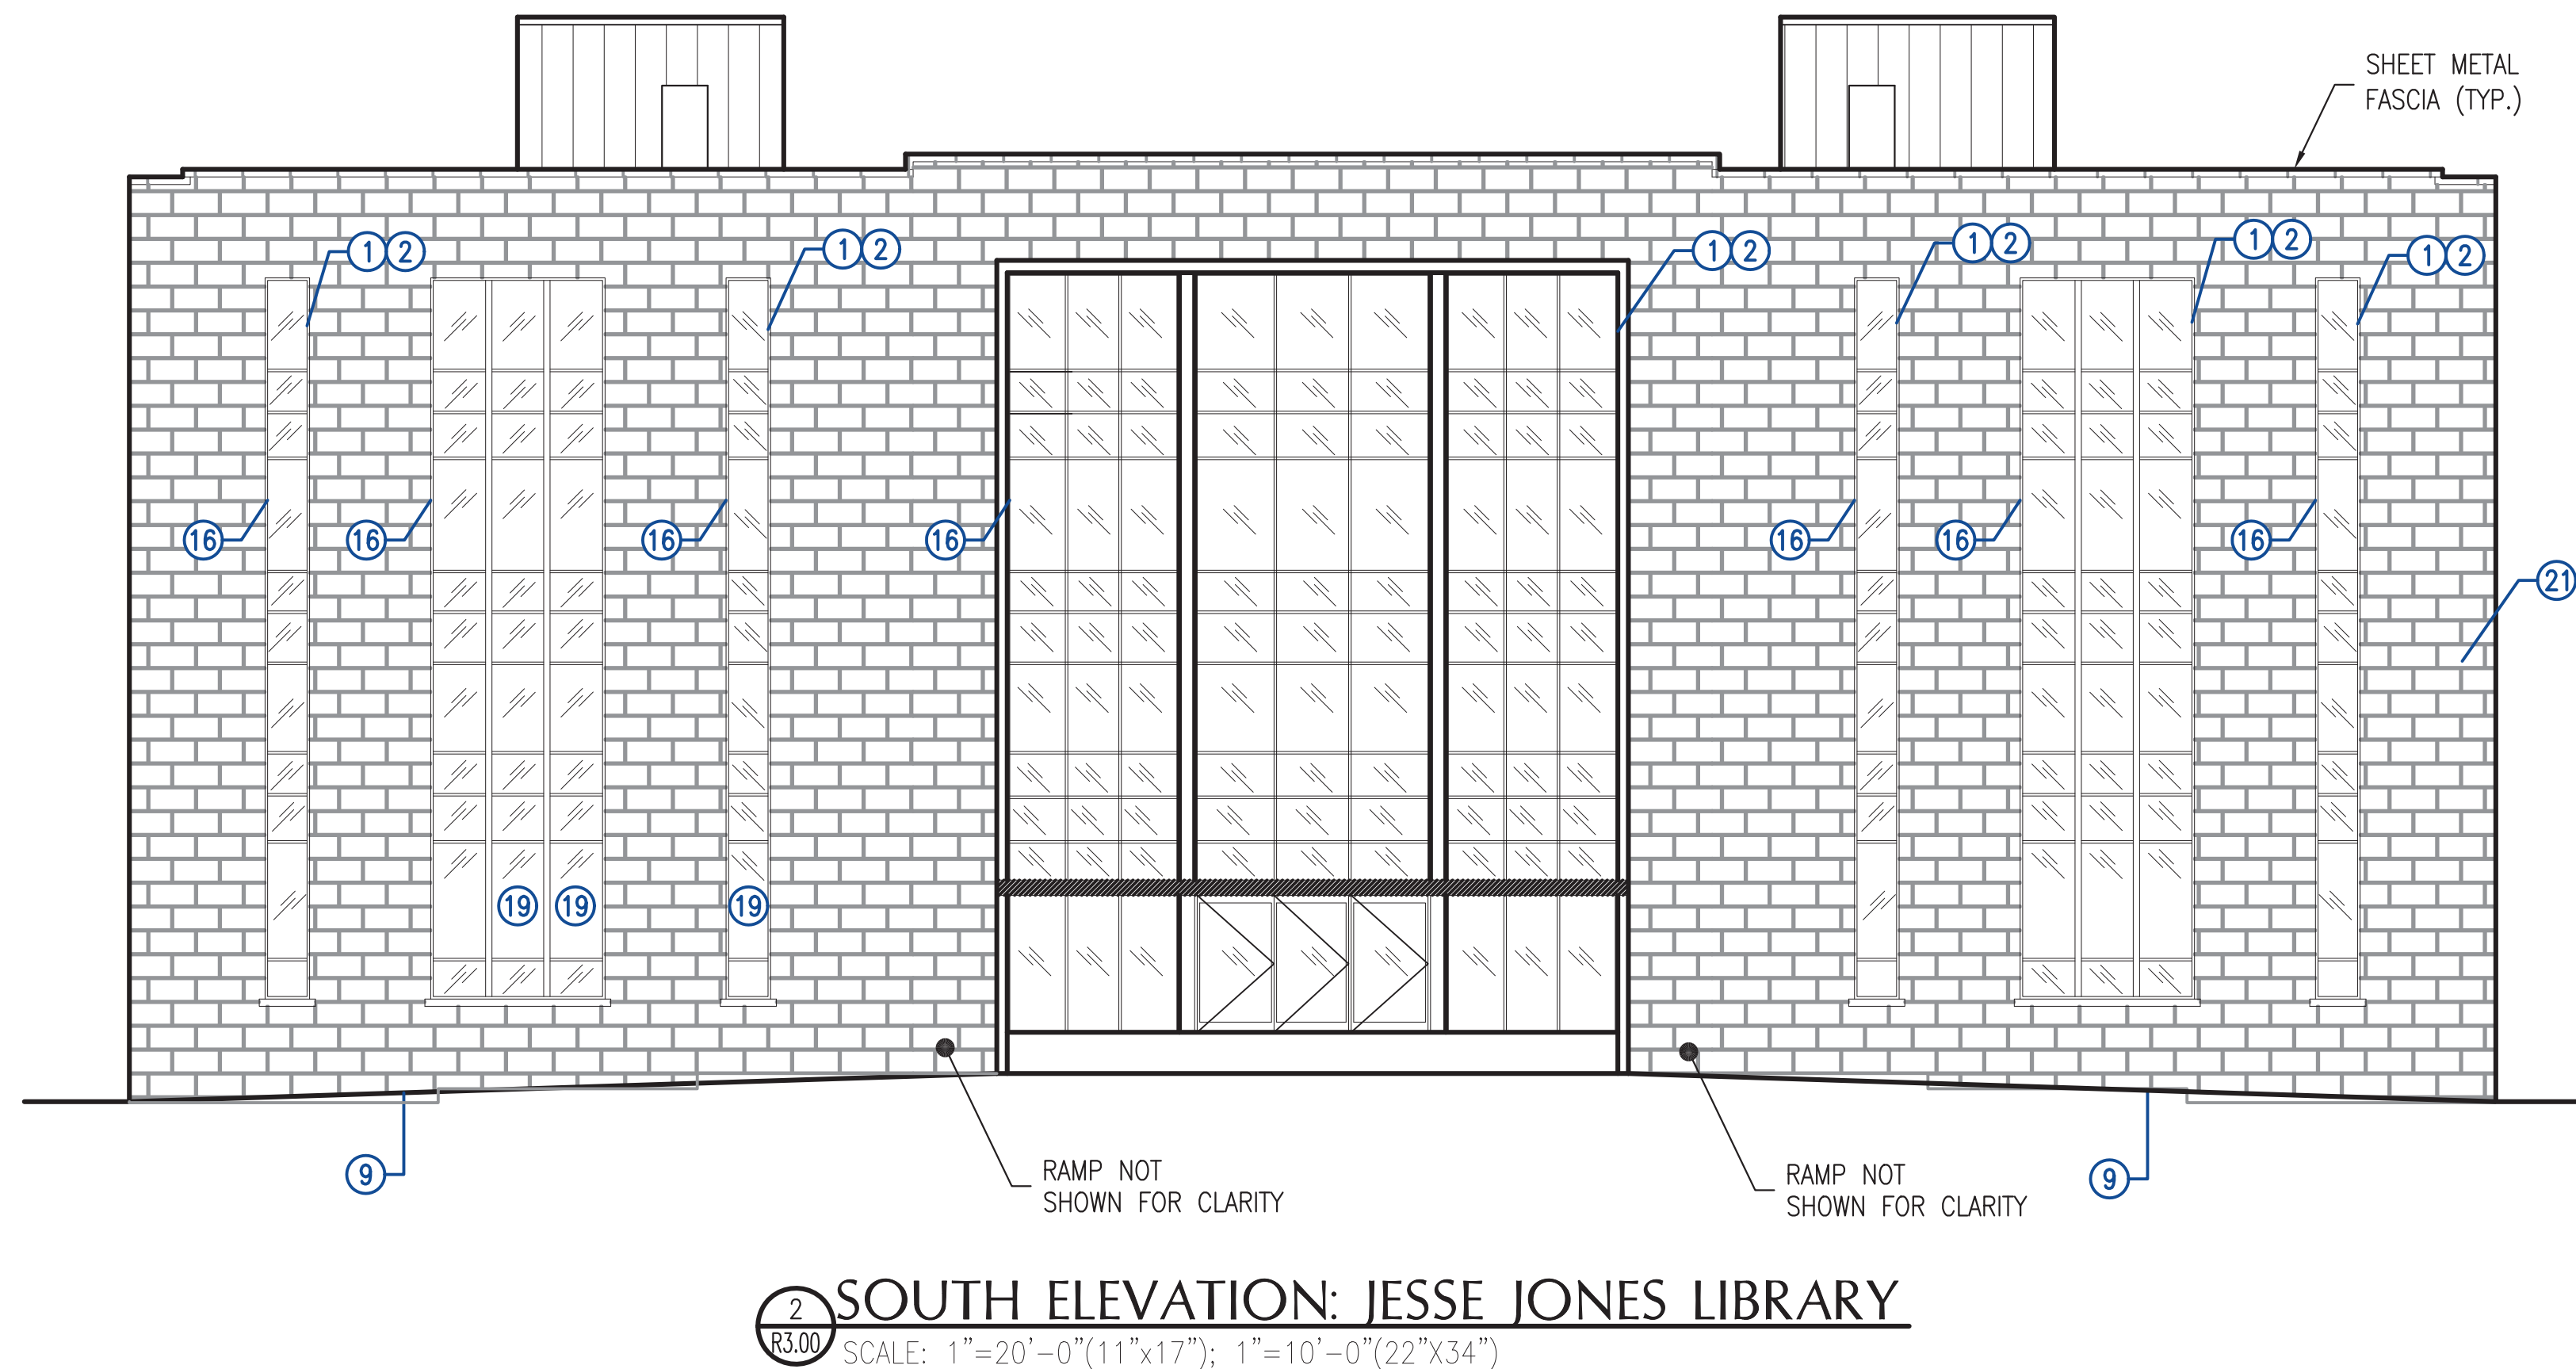 SHEET METAL
FASCIA (TYP.)
1 2
1 2
1 2
1 2
1 2
1 2
16
16
16
16
16
16
16
21
19
19
19
9
9
RAMP NOT
SHOWN FOR CLARITY
RAMP NOT
SHOWN FOR CLARITY
2
R3.00
SOUTH ELEVATION: JESSE JONES LIBRARY
SCALE: 1"=20'-0"(11"x17"); 1"=10'-0"(22"X34")